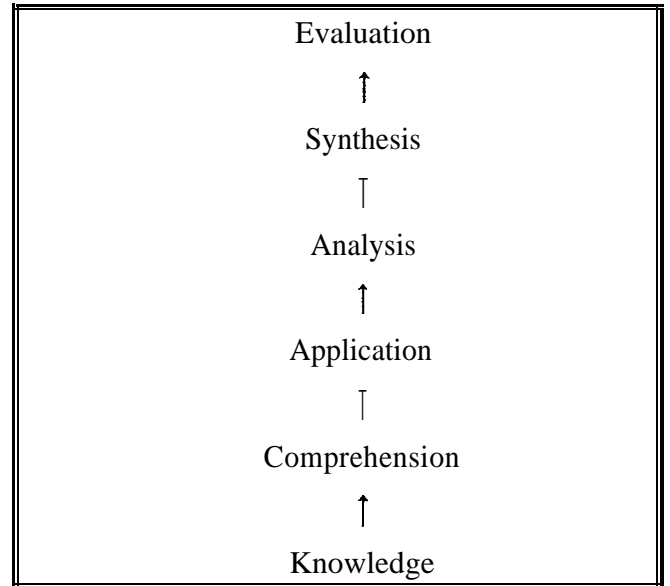 Evaluation
Synthesis
Analysis
Application
Comprehension
Knowledge